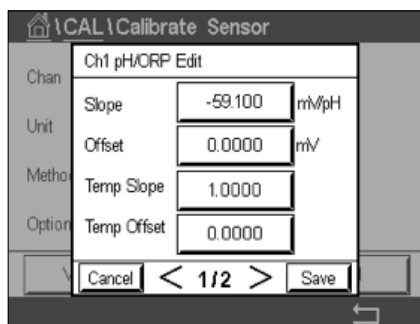 \CAL\Calibrate Sensor
Ch1 pH/ORP Edit
Chan
Slope -59.100 mV/pH
Unit
Offset 0.0000 mV
Metho
Temp Slope 1.0000
Option
Temp Offset 0.0000
Cancel < 1/2 > Save